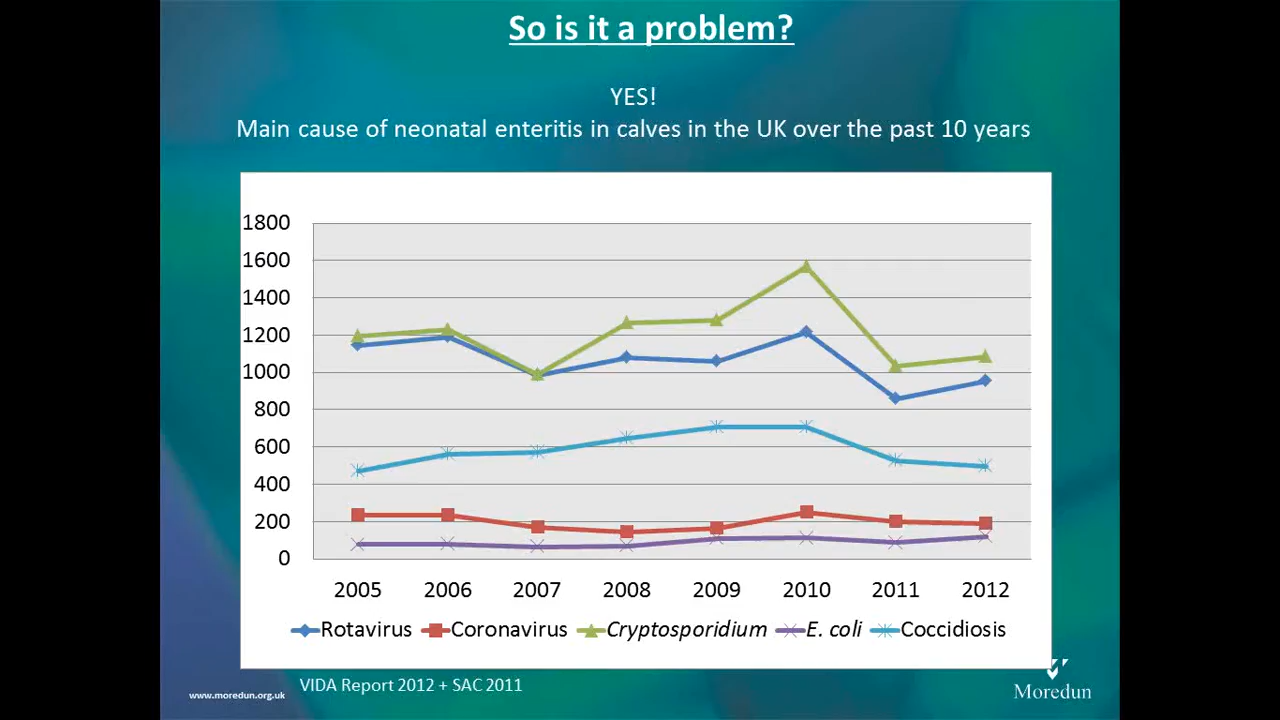 So is it a problem?
YES!
Main cause of neonatal enteritis in calves in the UK over the past 10 years
1800
1600
1400
1200
1000
800
600
400
200
0
2005 2006 2007 2008 2009 2010 2011 2012
Rotavirus Coronavirus Cryptosporidium E. coli Coccidiosis
VIDA Report 2012 + SAC 2011
www.moredun.org.uk
Moredun